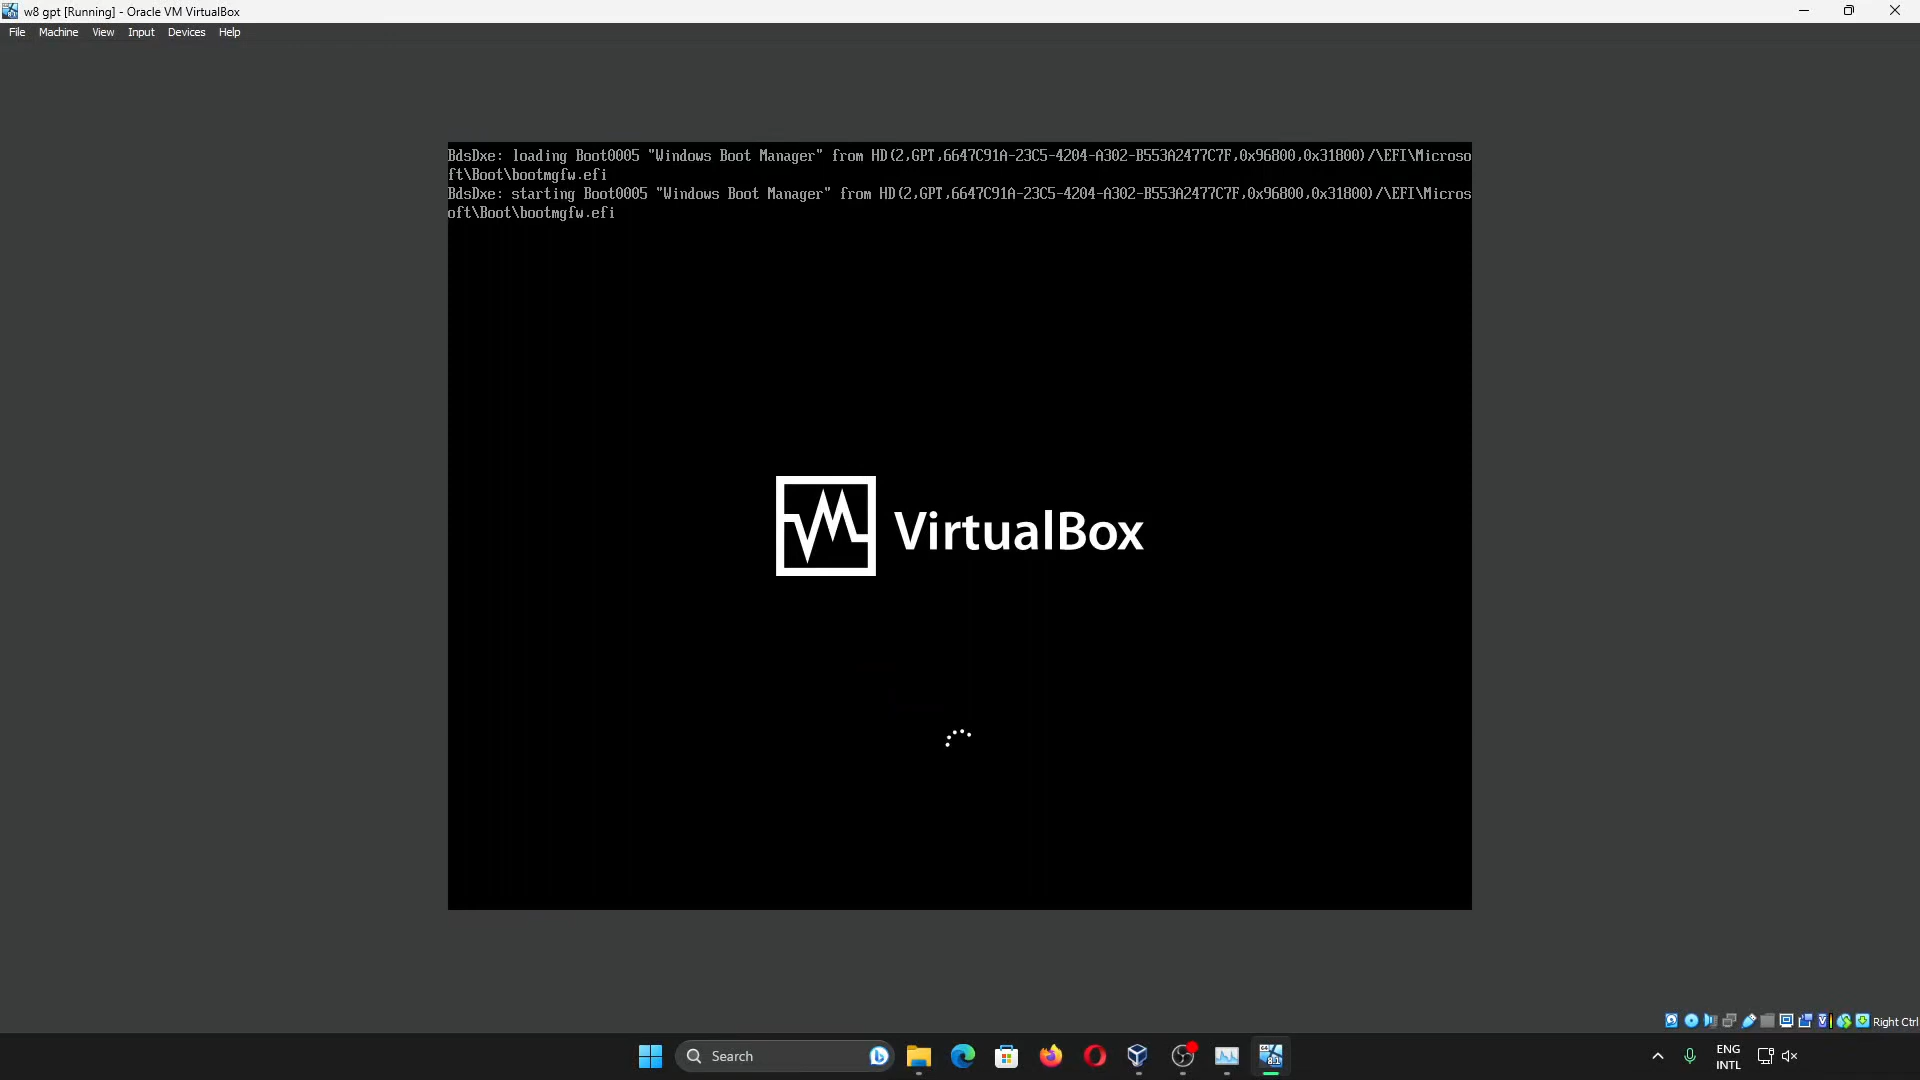 w8 gpt [Running] - Oracle VM VirtualBox
File Machine View Input Devices Help
BdsDxe: loading Boot0005 "Windows Boot Manager" from HD(2,GPT,6647C91A-23C5-4204-A302-B553A2477C7F,0x96800,0x31800)/\EFI\Microso
ft\Boot\bootmgfw.efi
BdsDxe: starting Boot0005 "Windows Boot Manager" from HD(2,GPT,6647C91A-23C5-4204-A302-B553A2477C7F,0x96800,0x31800)/\EFI\Micros
oft\Boot\bootmgfw.efi
VirtualBox
Right Ctrl
Search
ENG
INTL